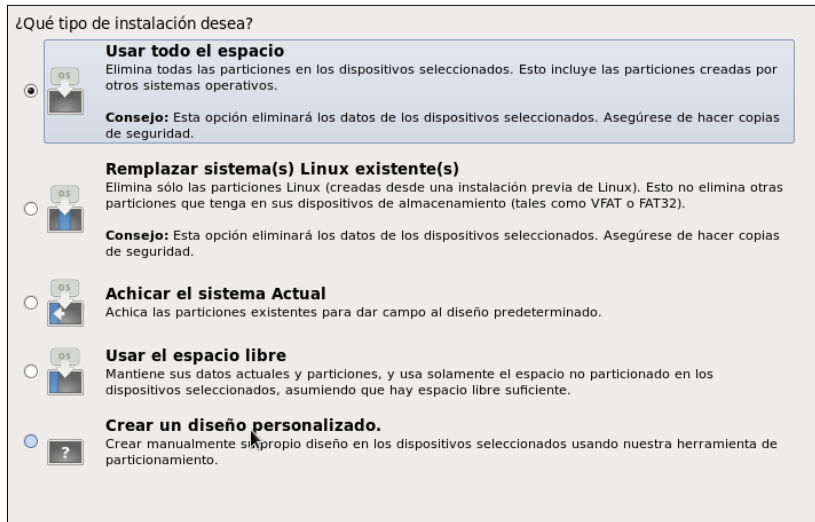 ¿Qué tipo de instalación desea?
Usar todo el espacio
Elimina todas las particiones en los dispositivos seleccionados. Esto incluye las particiones creadas por
otros sistemas operativos.
Consejo: Esta opción eliminará los datos de los dispositivos seleccionados. Asegúrese de hacer copias
de seguridad.
OS
Remplazar sistema(s) Linux existente(s)
Elimina sólo las particiones Linux (creadas desde una instalación previa de Linux). Esto no elimina otras
particiones que tenga en sus dispositivos de almacenamiento (tales como VFAT o FAT32).
Consejo: Esta opción eliminará los datos de los dispositivos seleccionados. Asegúrese de hacer copias
de seguridad.
OS
Achicar el sistema Actual
Achica las particiones existentes para dar campo al diseño predeterminado.
OS
Usar el espacio libre
Mantiene sus datos actuales y particiones, y usa solamente el espacio no particionado en los
dispositivos seleccionados, asumiendo que hay espacio libre suficiente.
OS
Crear un diseño personalizado.
Crear manualmente su propio diseño en los dispositivos seleccionados usando nuestra herramienta de
particionamiento.
?